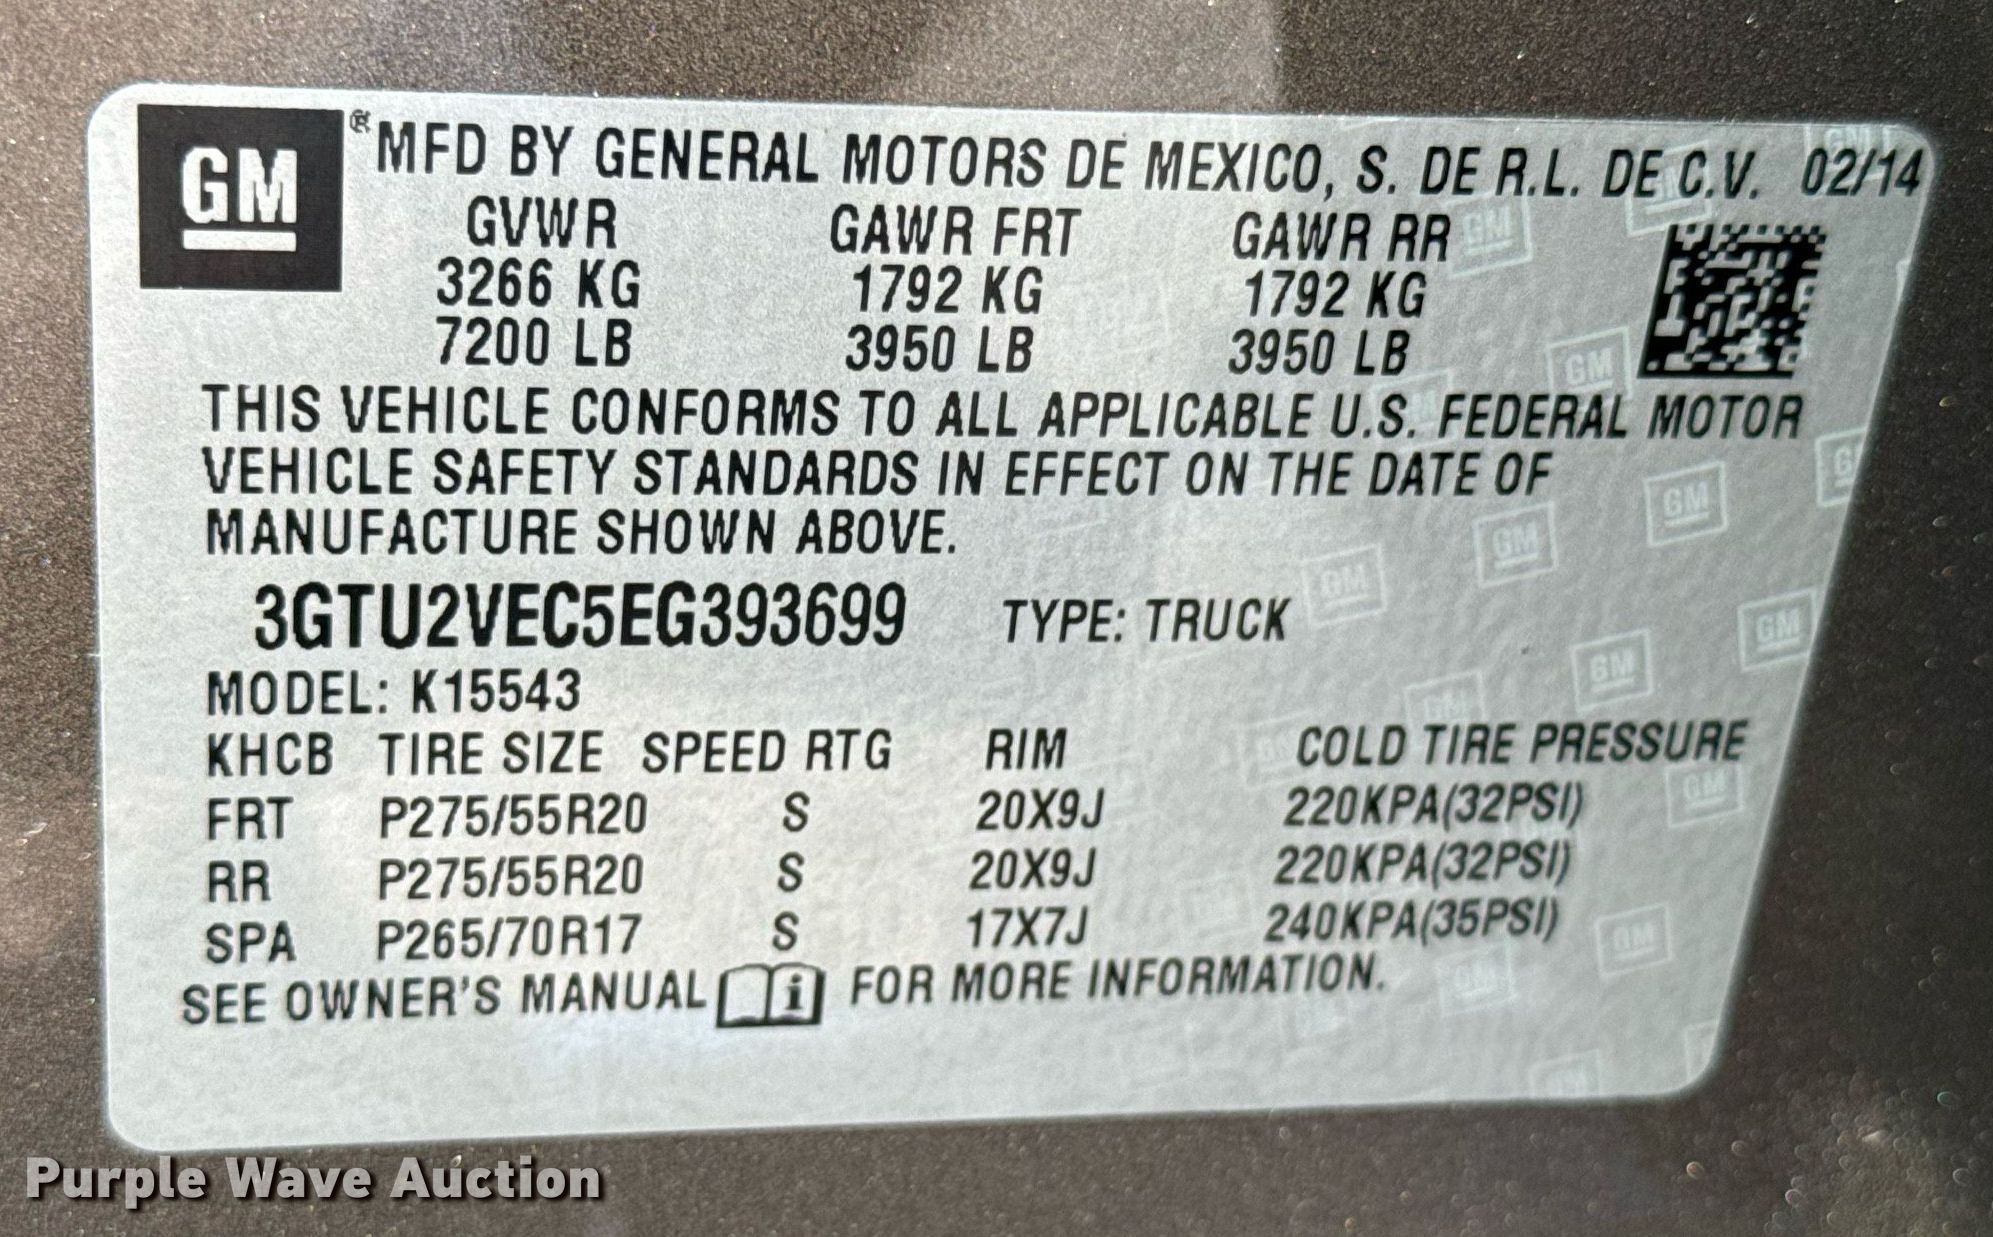 GM ® MFD BY GENERAL MOTORS DE MEXICO, S. DE R.L. DE C.V. 02/14
GVWR GAWR FRT GAWR RR
3266 KG 1792 KG 1792 KG
7200 LB 3950 LB 3950 LB
THIS VEHICLE CONFORMS TO ALL APPLICABLE U.S. FEDERAL MOTOR
VEHICLE SAFETY STANDARDS IN EFFECT ON THE DATE OF
MANUFACTURE SHOWN ABOVE.
3GTU2VEC5EG393699 TYPE: TRUCK
MODEL: K15543
KHCB TIRE SIZE SPEED RTG RIM COLD TIRE PRESSURE
FRT P275/55R20 S 20X9J 220KPA(32PSI)
RR P275/55R20 S 20X9J 220KPA(32PSI)
SPA P265/70R17 S 17X7J 240KPA(35PSI)
SEE OWNER'S MANUAL i FOR MORE INFORMATION.
Purple Wave Auction